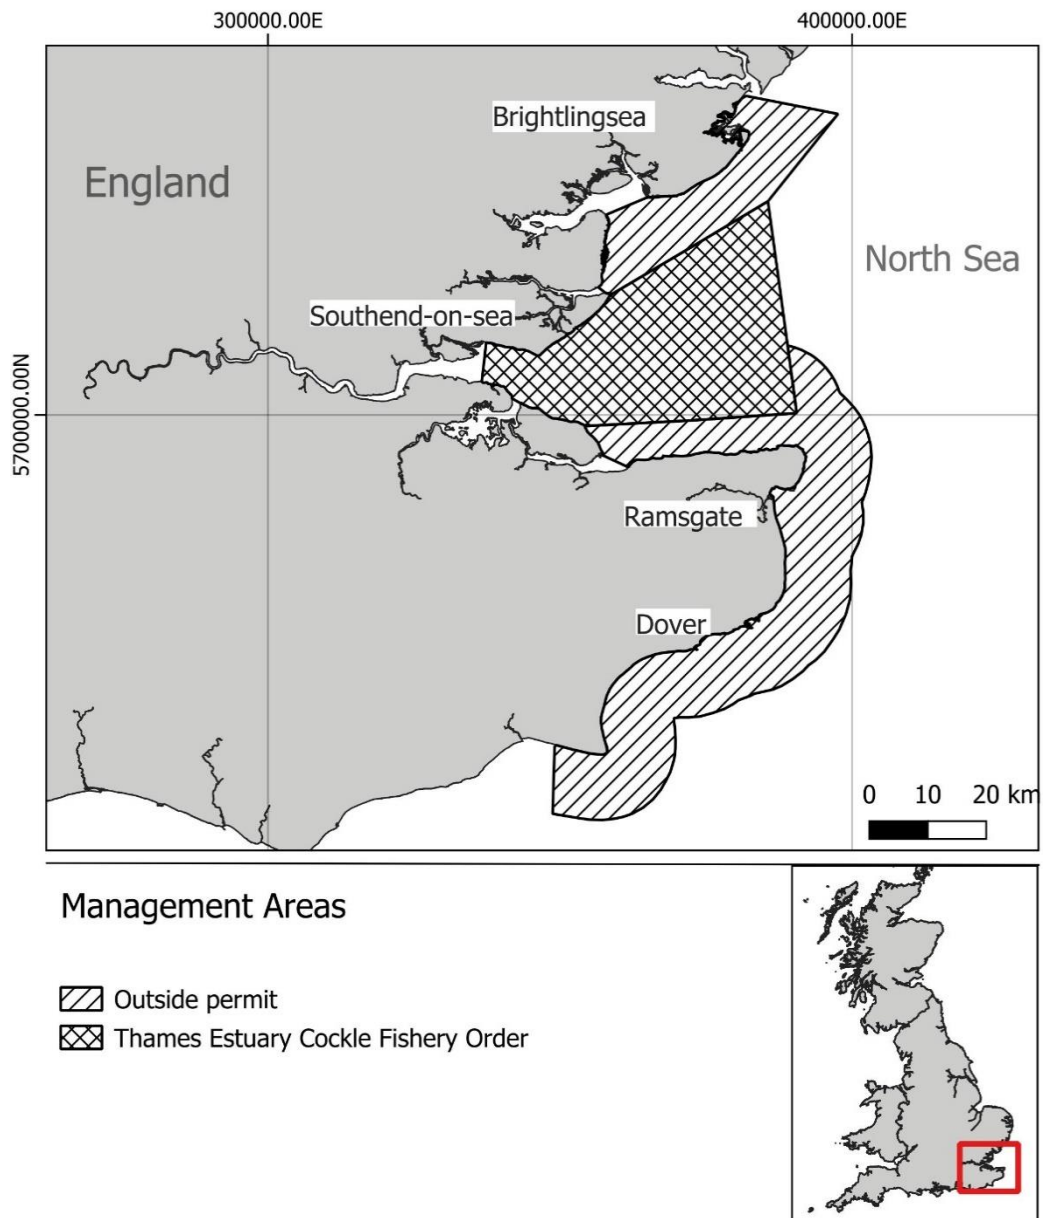 300000.00E
400000.00E
Brightlingsea
England
North Sea
Southend-on-sea
5700000.00N
Ramsgate
Dover
0 10 20 km
Management Areas
Outside permit
Thames Estuary Cockle Fishery Order